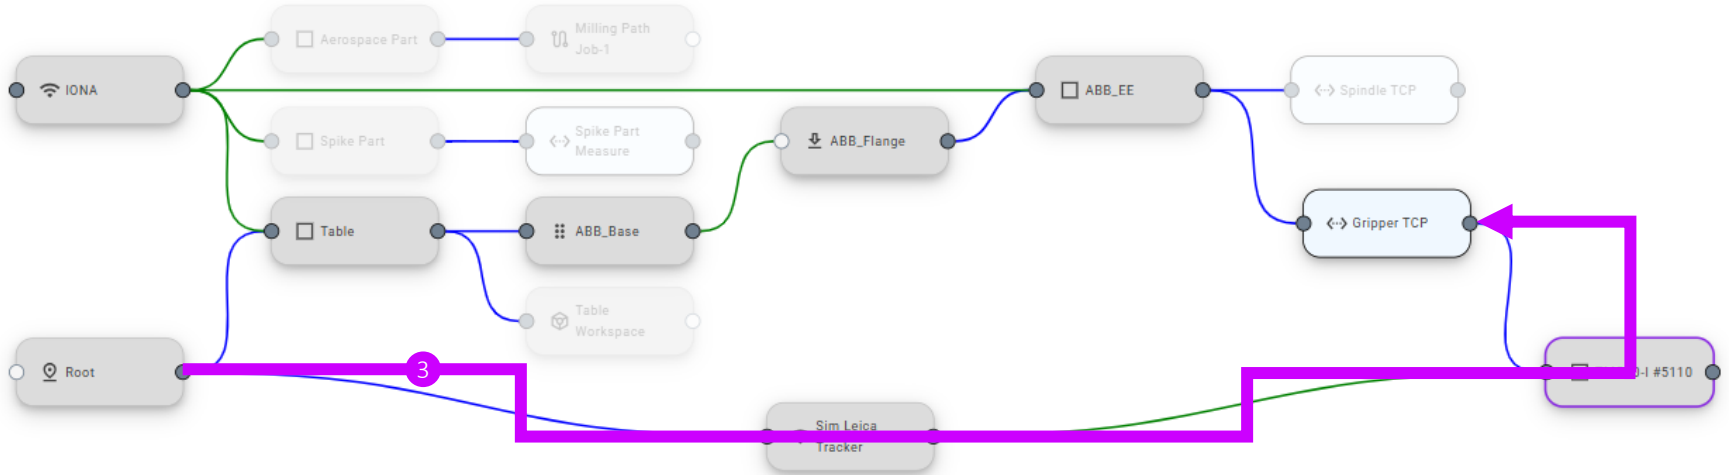 Aerospace Part
Milling Path
Job-1
IONA
ABB_EE
Spindle TCP
Spike Part
Spike Part
Measure
ABB_Flange
Table
ABB_Base
Gripper TCP
Table
Workspace
Root
3
#5110
Sim Leica
Tracker